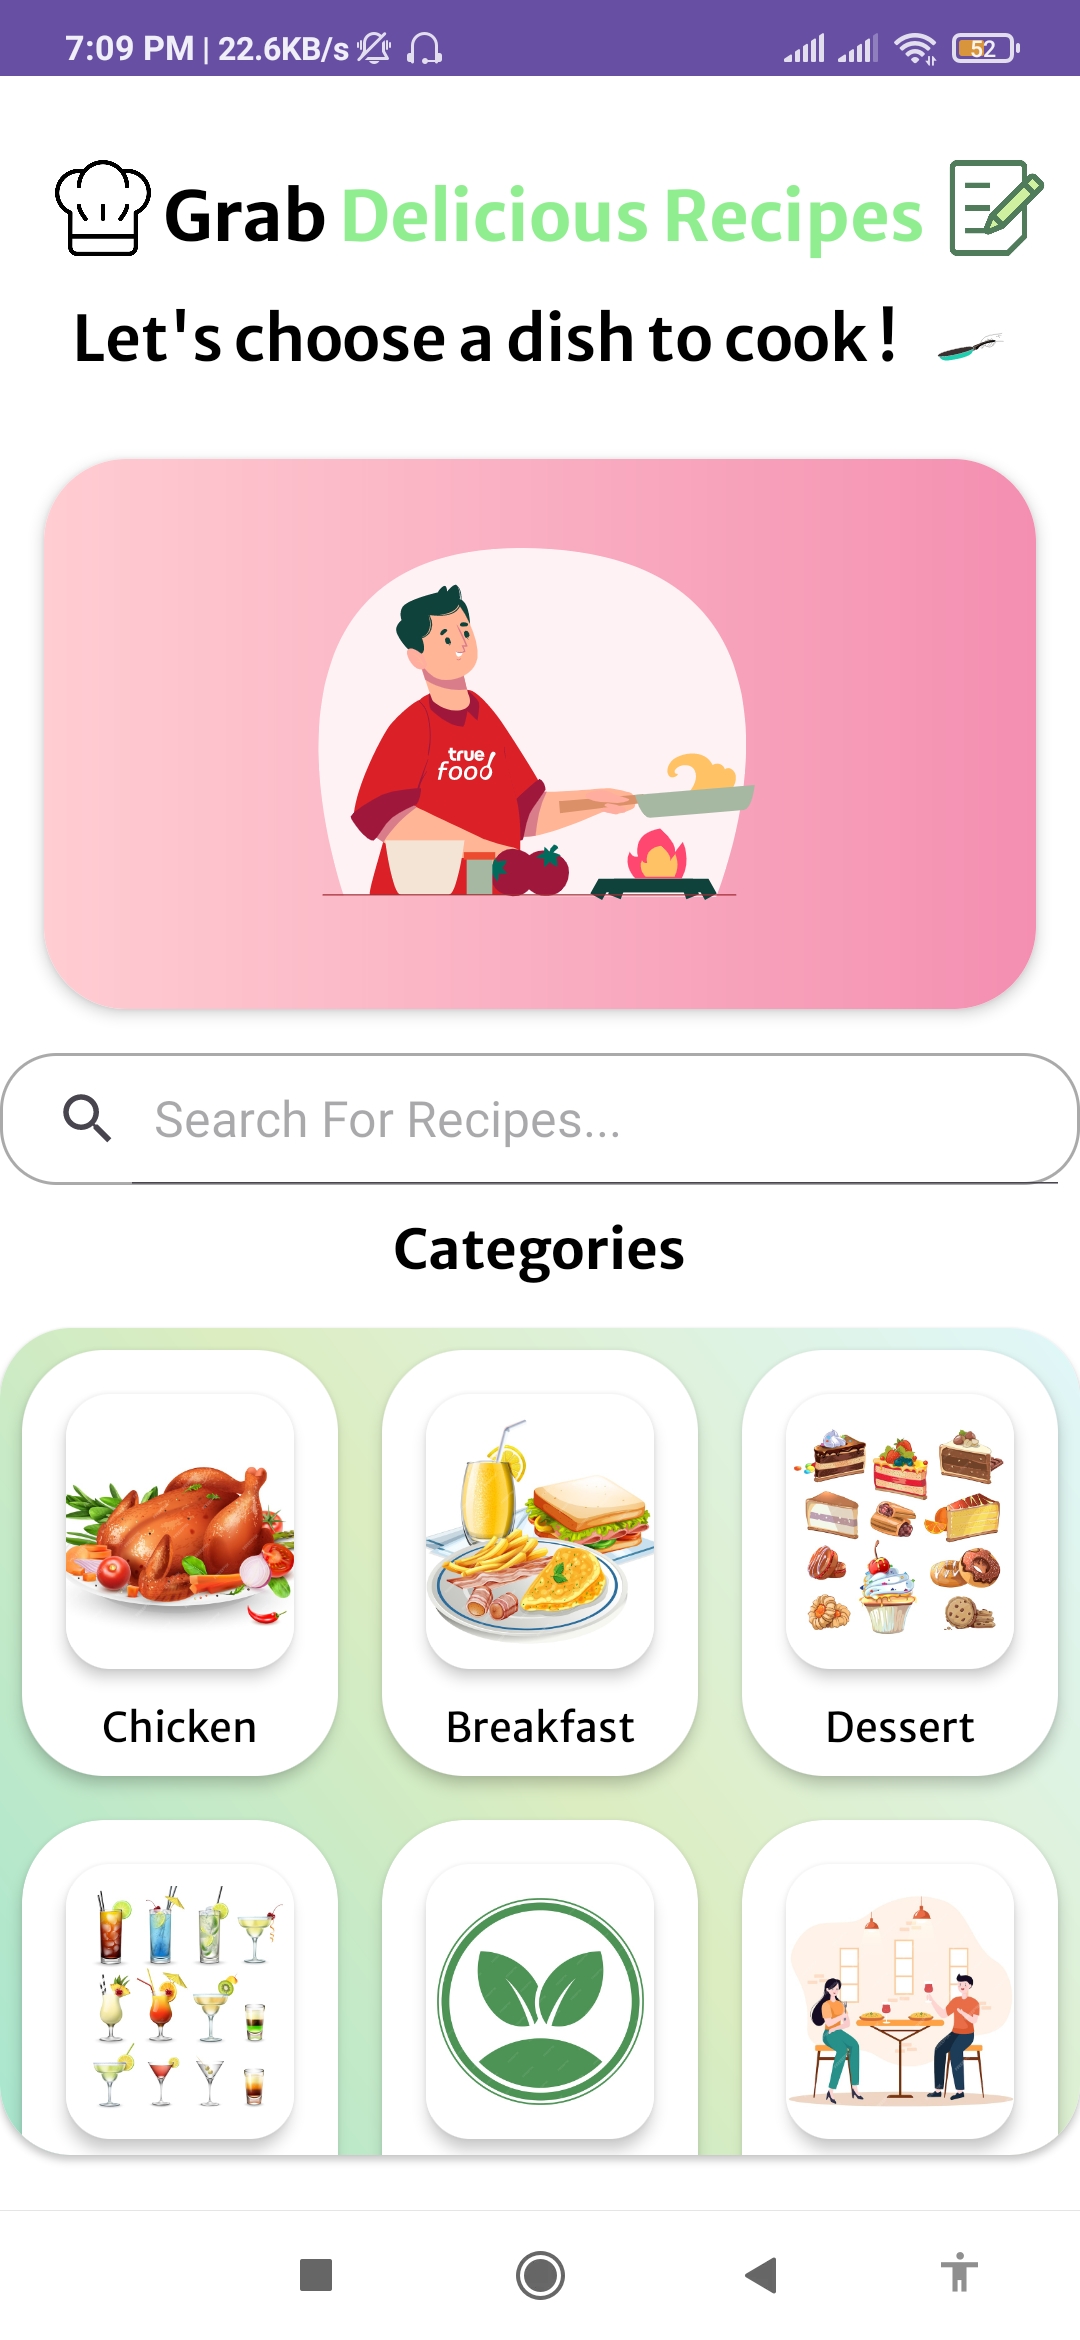 7:09 PM | 22.6KB/s 52
Grab Delicious Recipes
Let's choose a dish to cook !
true
food
Search For Recipes...
Categories
Chicken Breakfast Dessert